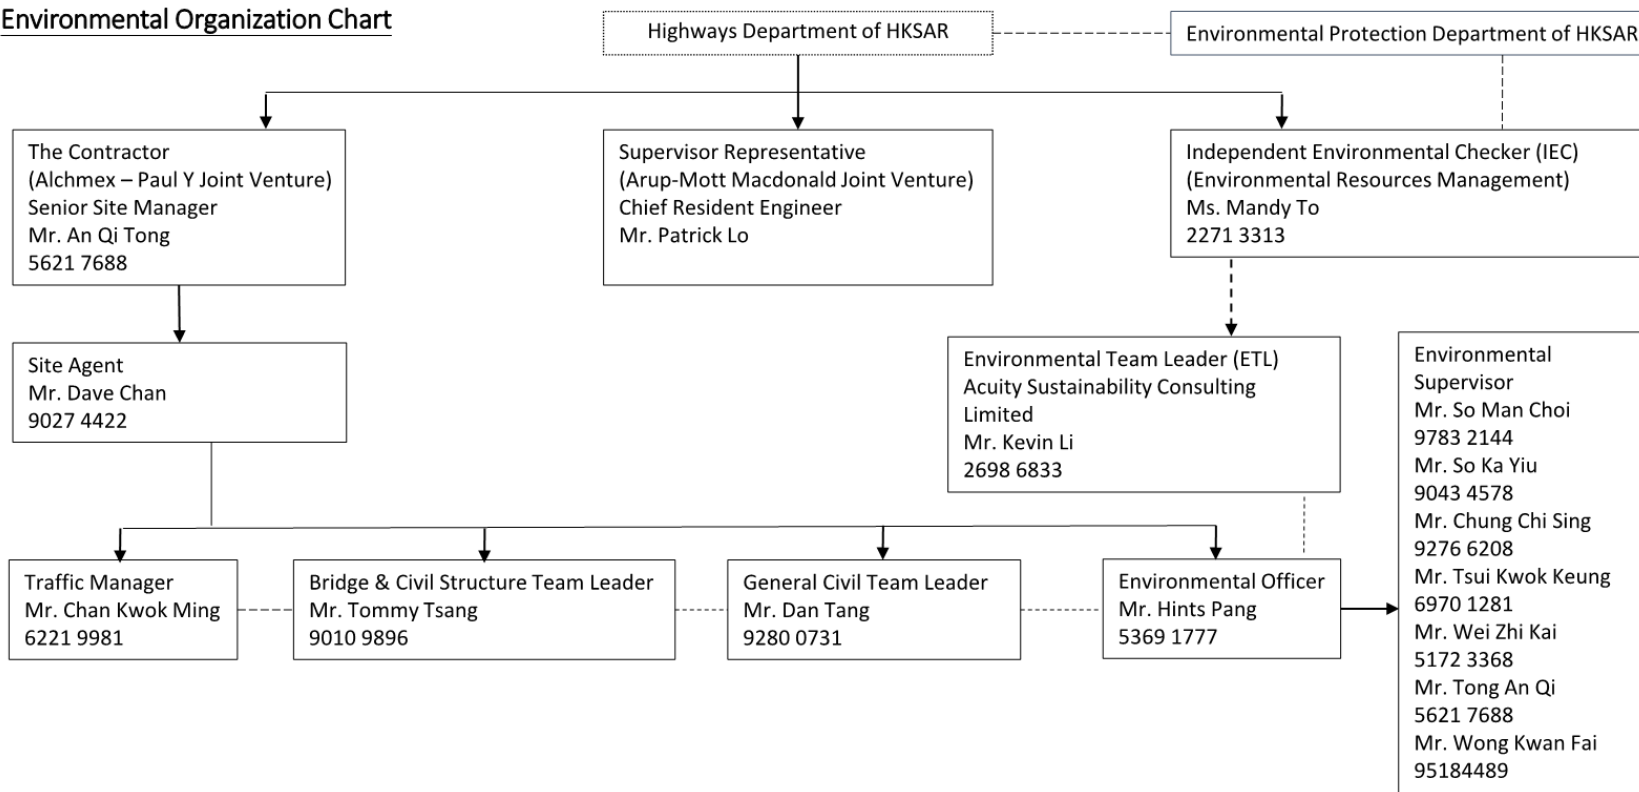 Environmental Organization Chart
Highways Department of HKSAR
Environmental Protection Department of HKSAR
The Contractor
(Alchmex – Paul Y Joint Venture)
Senior Site Manager
Mr. An Qi Tong
5621 7688
Supervisor Representative
(Arup-Mott Macdonald Joint Venture)
Chief Resident Engineer
Mr. Patrick Lo
Independent Environmental Checker (IEC)
(Environmental Resources Management)
Ms. Mandy To
2271 3313
Site Agent
Mr. Dave Chan
9027 4422
Environmental Team Leader (ETL)
Acuity Sustainability Consulting
Limited
Mr. Kevin Li
2698 6833
Traffic Manager
Mr. Chan Kwok Ming
6221 9981
Bridge & Civil Structure Team Leader
Mr. Tommy Tsang
9010 9896
General Civil Team Leader
Mr. Dan Tang
9280 0731
Environmental Officer
Mr. Hints Pang
5369 1777
Environmental
Supervisor
Mr. So Man Choi
9783 2144
Mr. So Ka Yiu
9043 4578
Mr. Chung Chi Sing
9276 6208
Mr. Tsui Kwok Keung
6970 1281
Mr. Wei Zhi Kai
5172 3368
Mr. Tong An Qi
5621 7688
Mr. Wong Kwan Fai
95184489